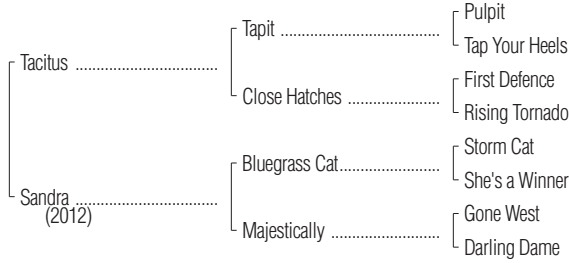 Pulpit
Tapit ................................................
Tap Your Heels
Tacitus ..........................................
First Defence
Close Hatches ...........................
Rising Tornado
Storm Cat
Bluegrass Cat..............................
She's a Winner
Sandra ..........................................
(2012)
Gone West
Majestically ................................
Darling Dame